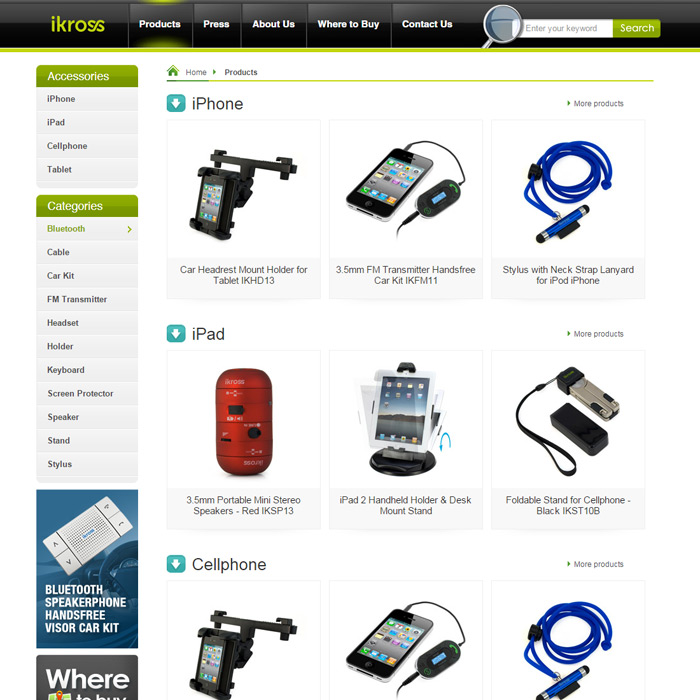 ikross
Products
Press
About Us
Where to Buy
Contact Us
Enter your keyword
Search
Accessories
iPhone
iPad
Cellphone
Tablet
Categories
Bluetooth
Cable
Car Kit
FM Transmitter
Headset
Holder
Keyboard
Screen Protector
Speaker
Stand
Stylus
BLUETOOTH
SPEAKERPHONE
HANDSFREE
VISOR CAR KIT
Where
to buy
Home
Products
iPhone
More products
Car Headrest Mount Holder for
Tablet IKHD13
3.5mm FM Transmitter Handsfree
Car Kit IKFM11
Stylus with Neck Strap Lanyard
for iPod iPhone
iPad
More products
ikross
3.5mm Portable Mini Stereo
Speakers - Red IKSP13
iPad 2 Handheld Holder & Desk
Mount Stand
Foldable Stand for Cellphone -
Black IKST10B
Cellphone
More products